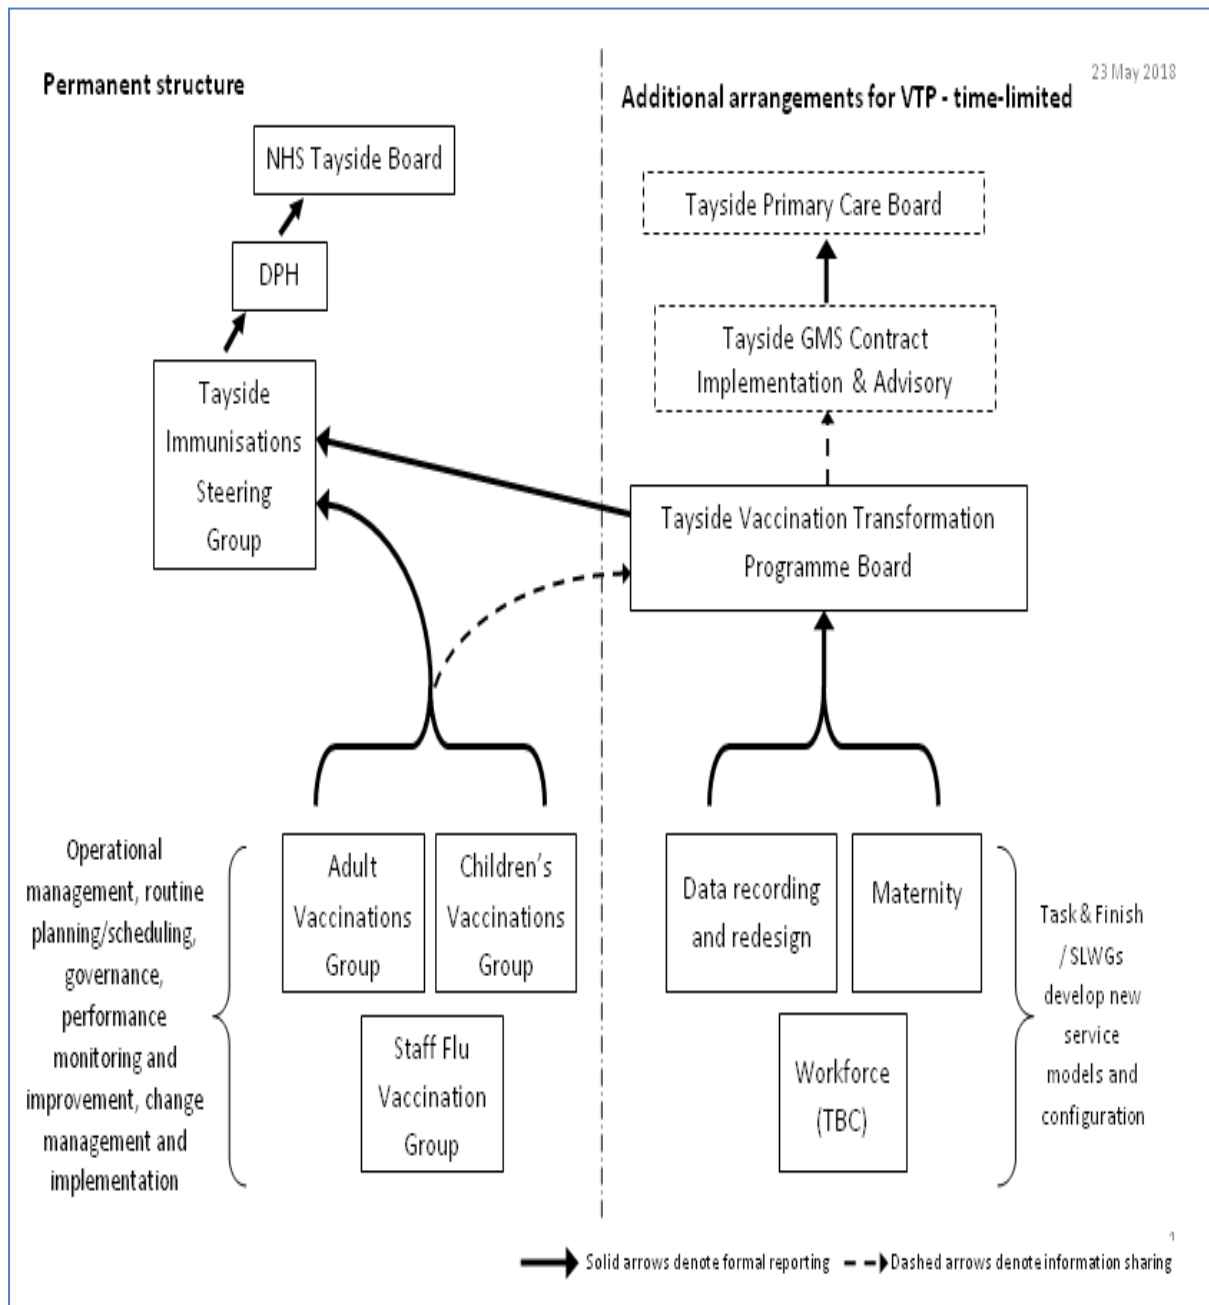 23 May 2018
Permanent structure
Additional arrangements for VTP - time-limited
NHS Tayside Board
DPH
Tayside
Immunisations
Steering
Group
Tayside Primary Care Board
Tayside GMS Contract
Implementation & Advisory
Tayside Vaccination Transformation
Programme Board
Operational
management, routine
planning/scheduling,
governance,
performance
monitoring and
improvement, change
management and
implementation
Adult
Vaccinations
Group
Children's
Vaccinations
Group
Staff Flu
Vaccination
Group
Data recording
and redesign
Maternity
Workforce
(TBC)
Task & Finish
/ SLWGs
develop new
service
models and
configuration
Solid arrows denote formal reporting
Dashed arrows denote information sharing